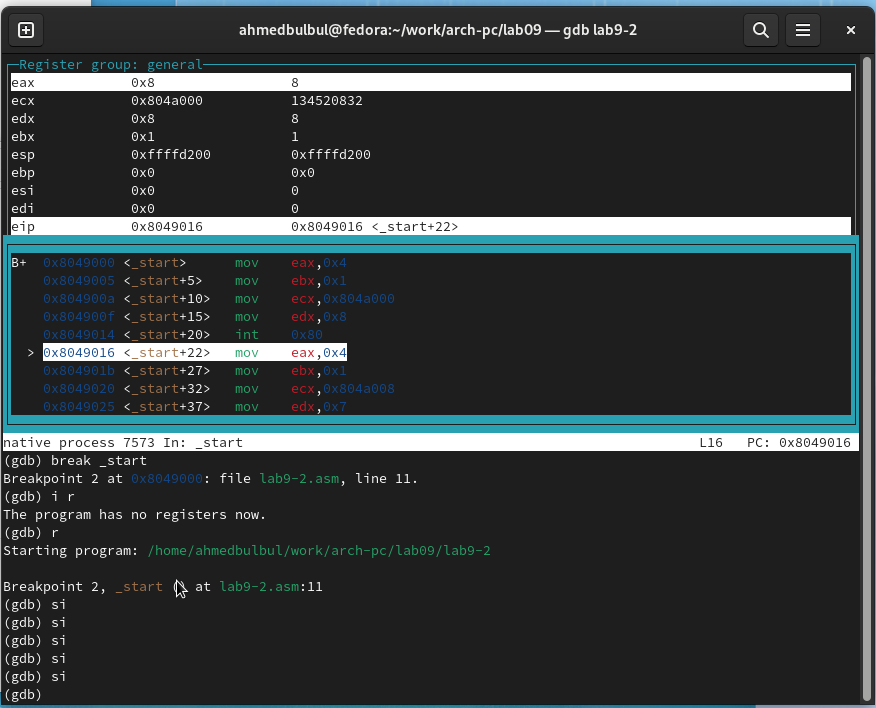 ahmedbulbul@fedora:~/work/arch-pc/lab09 — gdb lab9-2
Register group: general
eax 0x8 8
ecx 0x804a000 134520832
edx 0x8 8
ebx 0x1 1
esp 0xffffd200 0xffffd200
ebp 0x0 0x0
esi 0x0 0
edi 0x0 0
eip 0x8049016 0x8049016 <_start+22>
B+ 0x8049000 <_start> mov eax,0x4
0x8049005 <_start+5> mov ebx,0x1
0x804900a <_start+10> mov ecx,0x804a000
0x804900f <_start+15> mov edx,0x8
0x8049014 <_start+20> int 0x80
> 0x8049016 <_start+22> mov eax,0x4
0x804901b <_start+27> mov ebx,0x1
0x8049020 <_start+32> mov ecx,0x804a008
0x8049025 <_start+37> mov edx,0x7
native process 7573 In: _start L16 PC: 0x8049016
(gdb) break _start
Breakpoint 2 at 0x8049000: file lab9-2.asm, line 11.
(gdb) i r
The program has no registers now.
(gdb) r
Starting program: /home/ahmedbulbul/work/arch-pc/lab09/lab9-2
Breakpoint 2, _start () at lab9-2.asm:11
(gdb) si
(gdb) si
(gdb) si
(gdb) si
(gdb) si
(gdb)